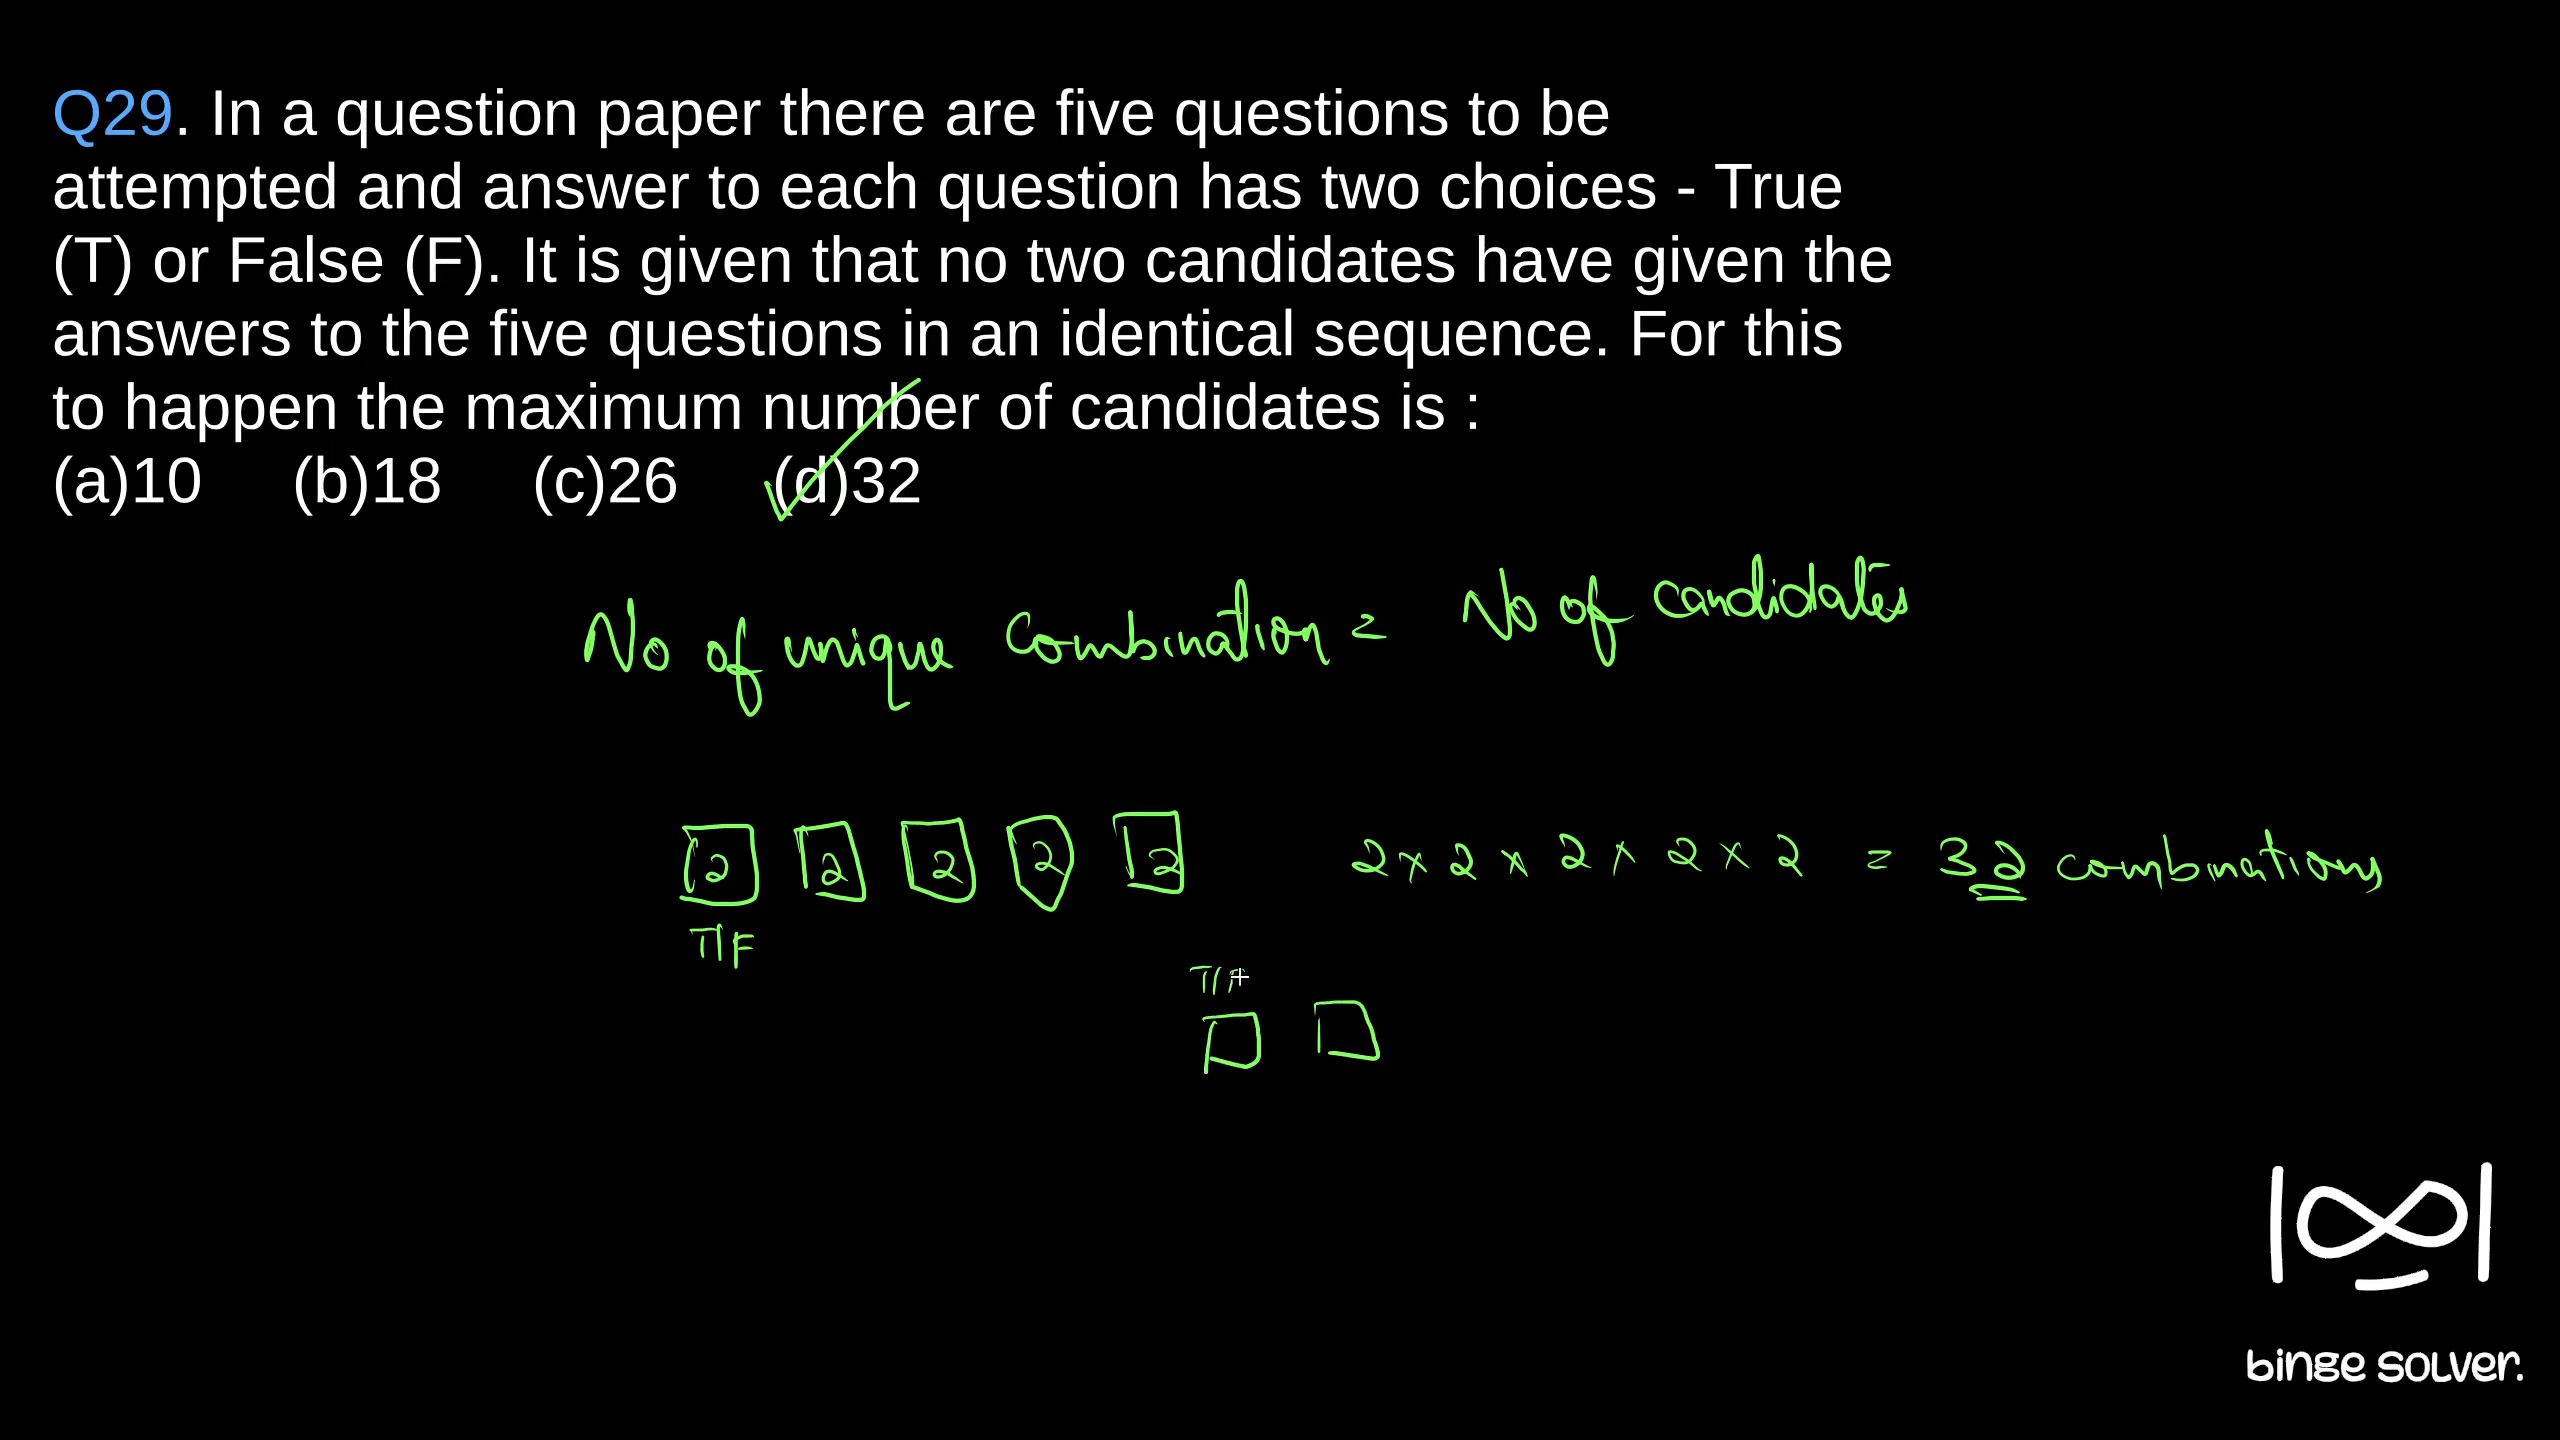 Q29. In a question paper there are five questions to be
attempted and answer to each question has two choices - True
(T) or False (F). It is given that no two candidates have given the
answers to the five questions in an identical sequence. For this
to happen the maximum number of candidates is :
(a)10 (b)18 (c)26 (d)32
No of unique Combination = No of candidates
2 2 2 2 2 2 x 2 x 2 x 2 x 2 = 32 combinations
T/F
T/F
binge solver.